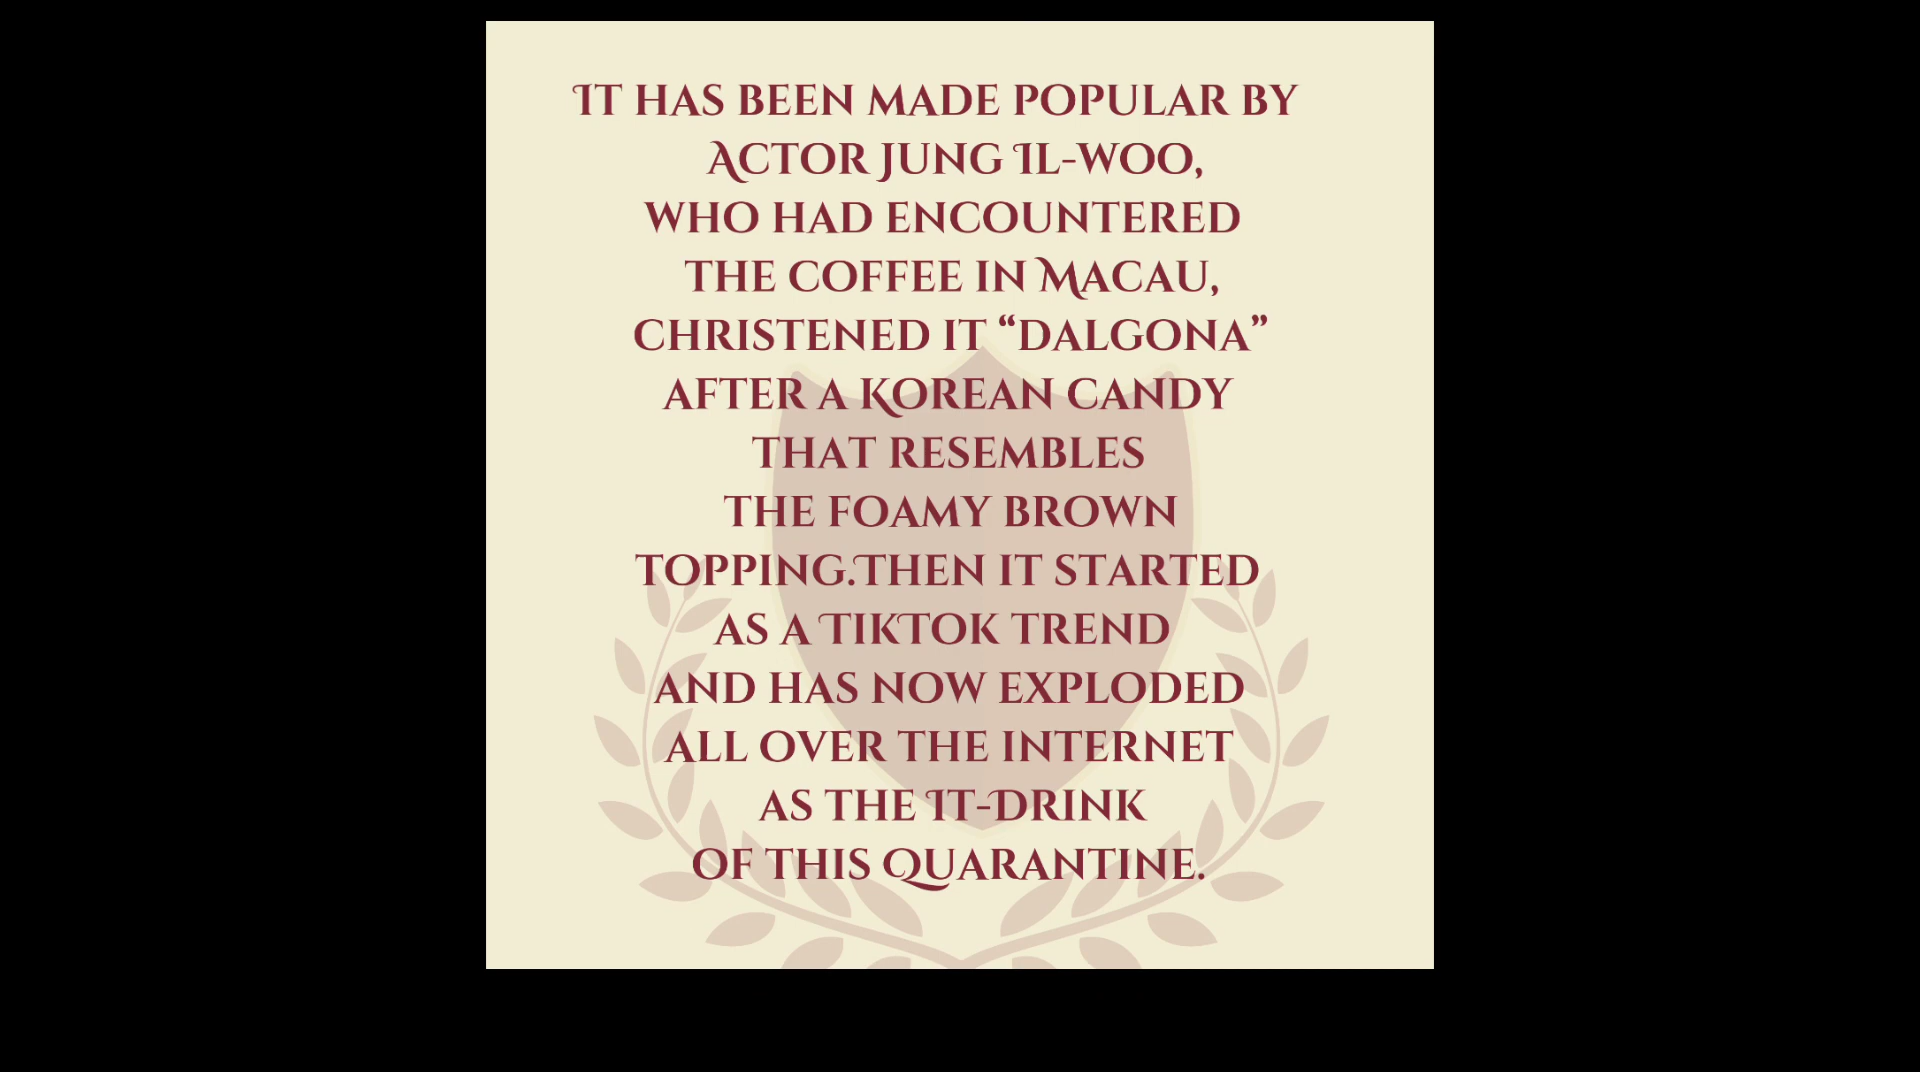 It has been made popular by
Actor Jung Il-woo,
who had encountered
the coffee in Macau,
christened it “dalgona”
after a Korean candy
that resembles
the foamy brown
topping.Then it started
as a TikTok trend
and has now exploded
all over the internet
as the It-Drink
of this Quarantine.